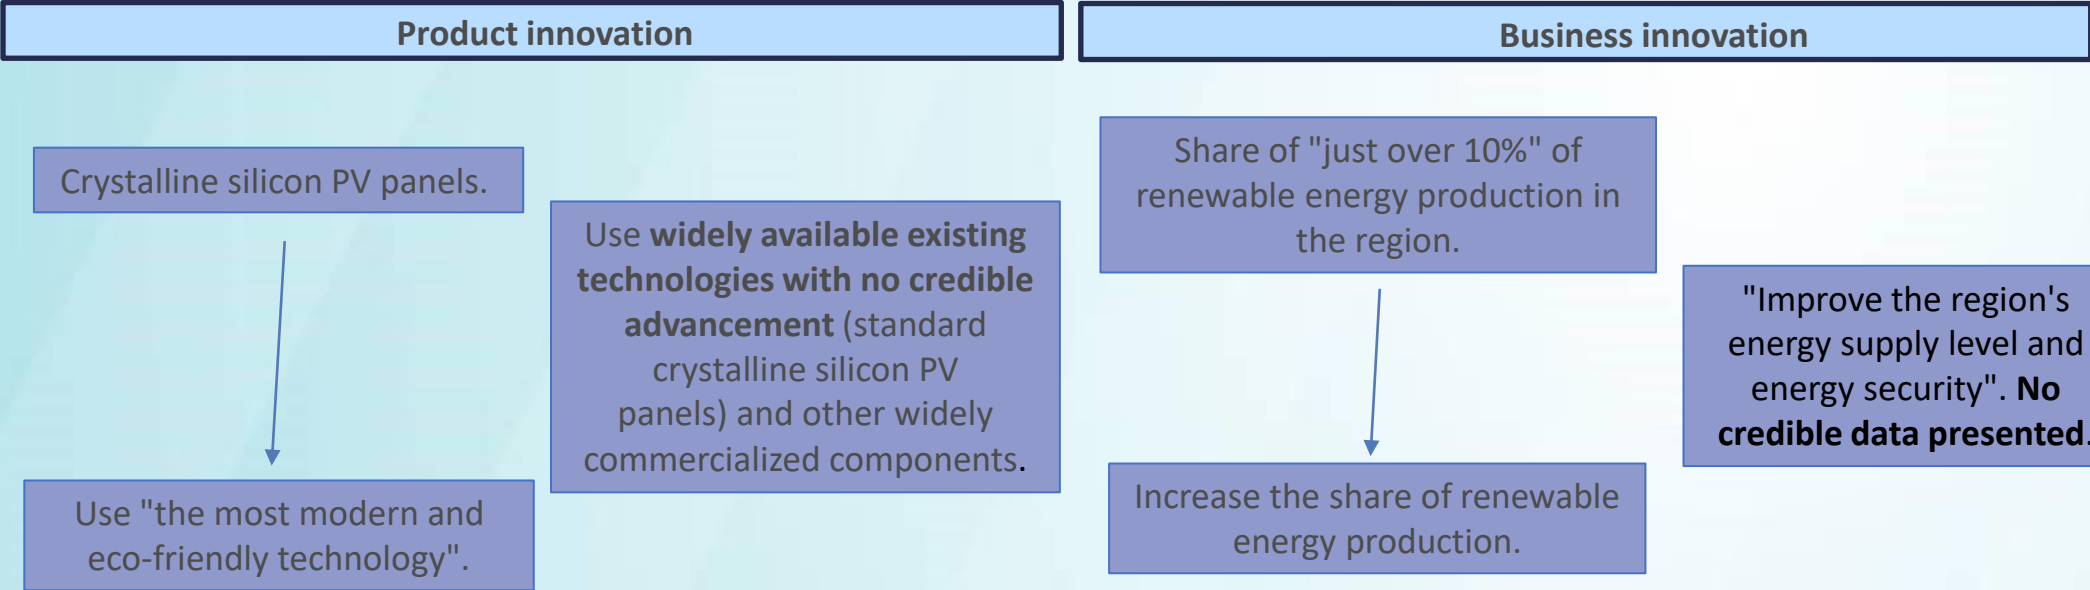 Product innovation
Business innovation
Crystalline silicon PV panels.
Use "the most modern and
eco-friendly technology".
Use widely available existing
technologies with no credible
advancement (standard
crystalline silicon PV
panels) and other widely
commercialized components.
Share of "just over 10%" of
renewable energy production in
the region.
Increase the share of renewable
energy production.
"Improve the region's
energy supply level and
energy security". No
credible data presented.